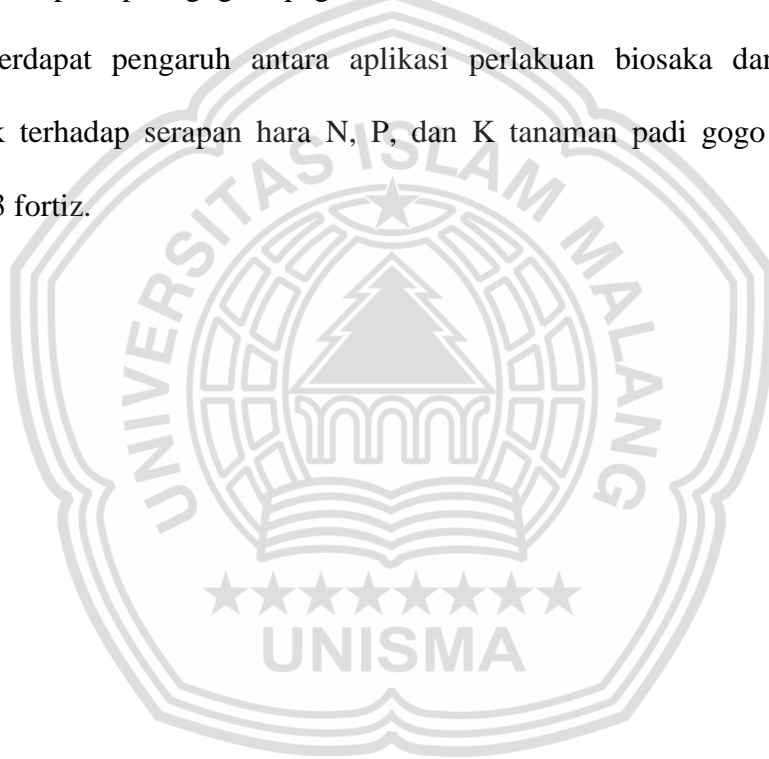 erdapat pengaruh antara aplikasi perlakuan biosaka dan
k terhadap serapan hara N, P, dan K tanaman padi gogo
3 fortiz.
UNIVERSITAS ISLAM MALANG
UNISMA